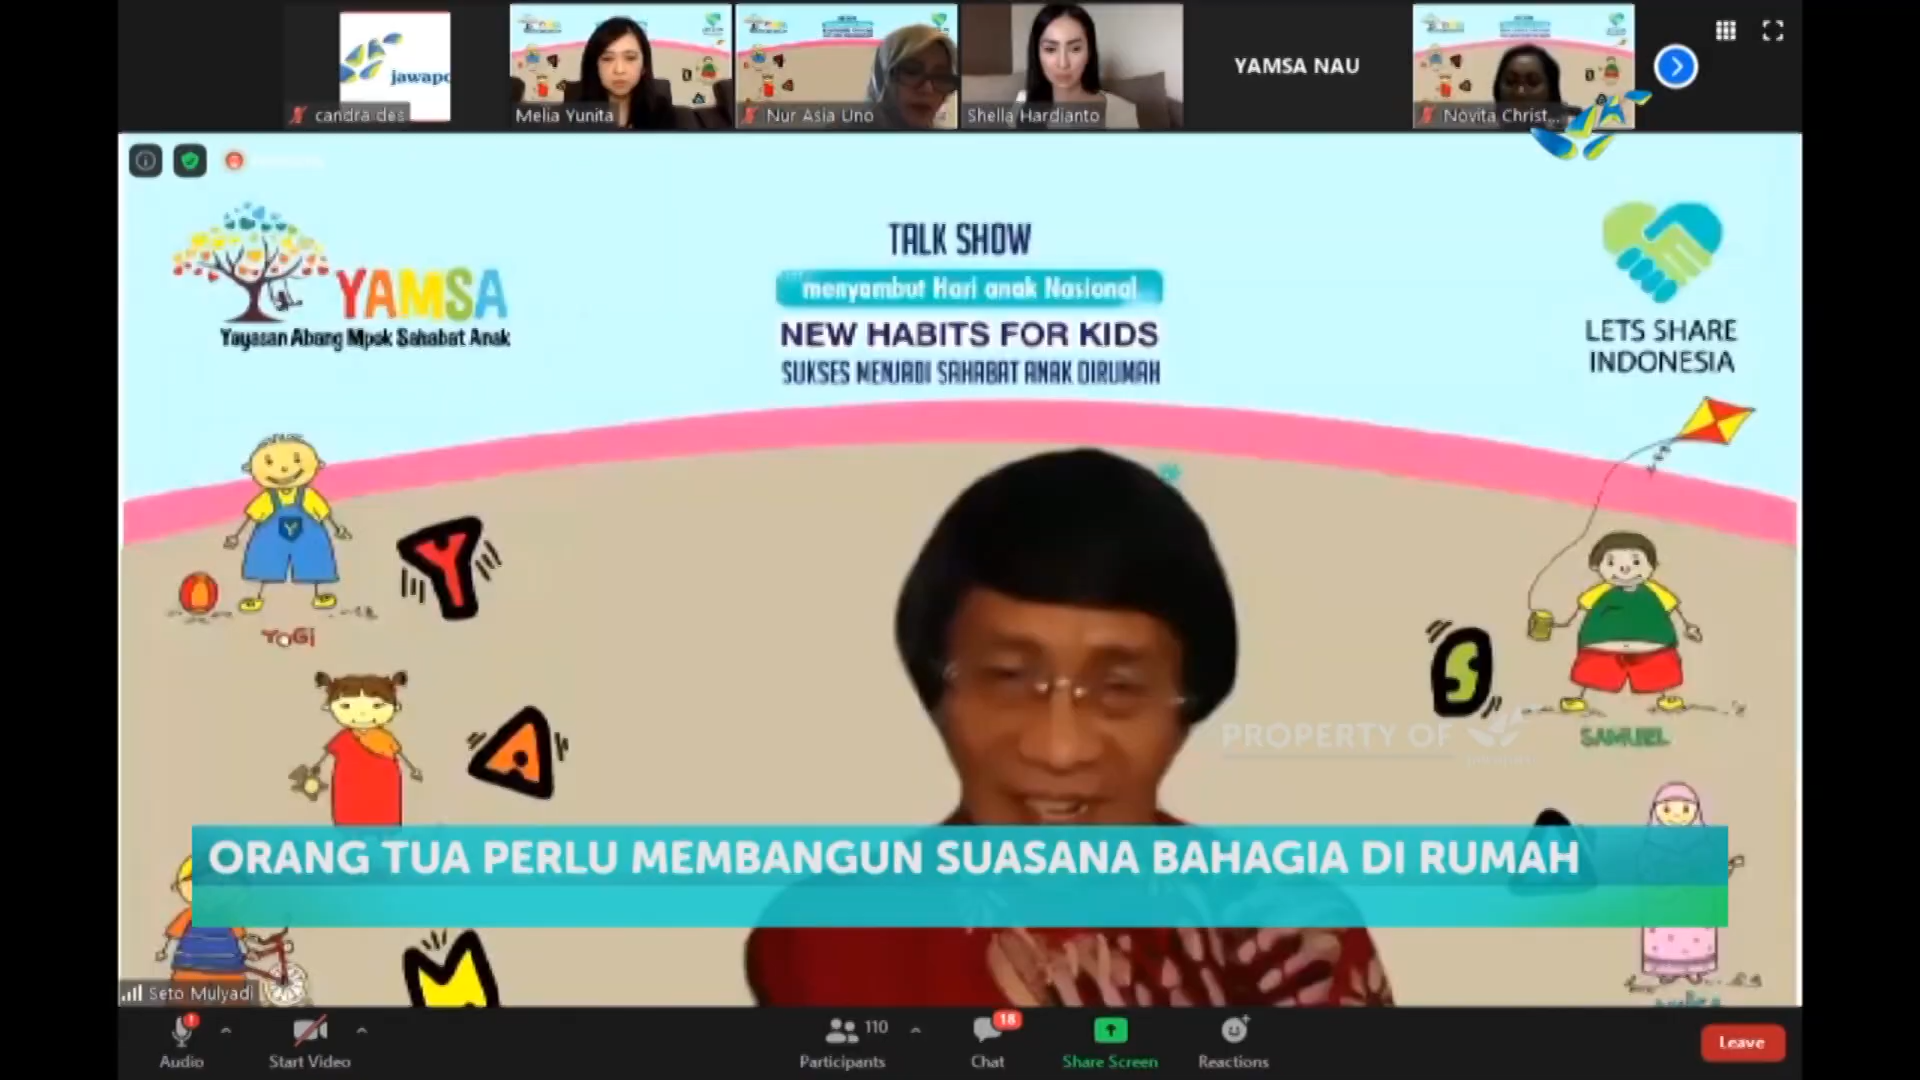 jawapo
candra des
Melia Yunita
Nur Asia Uno
Shella Hardianto
YAMSA NAU
Novita Christ...
YAMSA
Yayasan Abang Mpok Sahabat Anak
TALK SHOW
menyambut Hari anak Nasional
NEW HABITS FOR KIDS
SUKSES MENJADI SAHABAT ANAK DIRUMAH
LETS SHARE
INDONESIA
YOGI
Y
A
S
SAMUEL
PROPERTY OF
ORANG TUA PERLU MEMBANGUN SUASANA BAHAGIA DI RUMAH
M
Seto Mulyadi
Audio
Start Video
110
Participants
18
Chat
Share Screen
Reactions
Leave